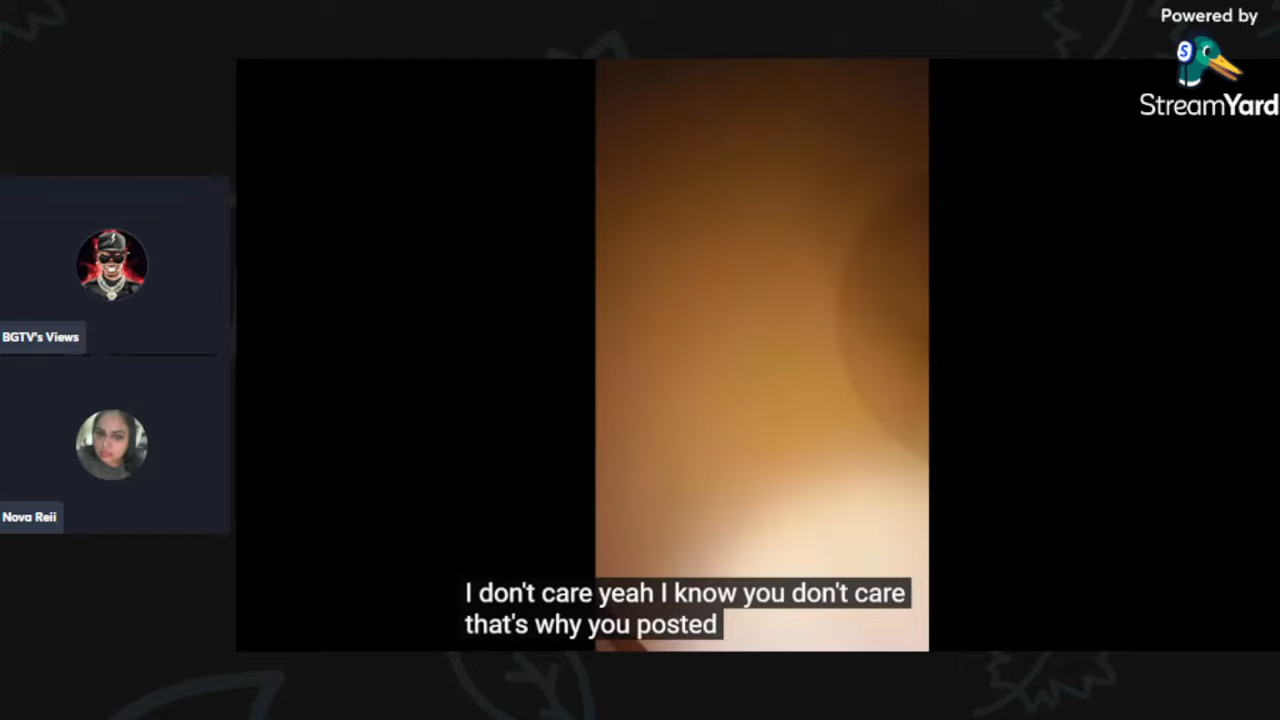 Powered by
StreamYard
BGTV's Views
Nova Reii
I don't care yeah I know you don't care
that's why you posted